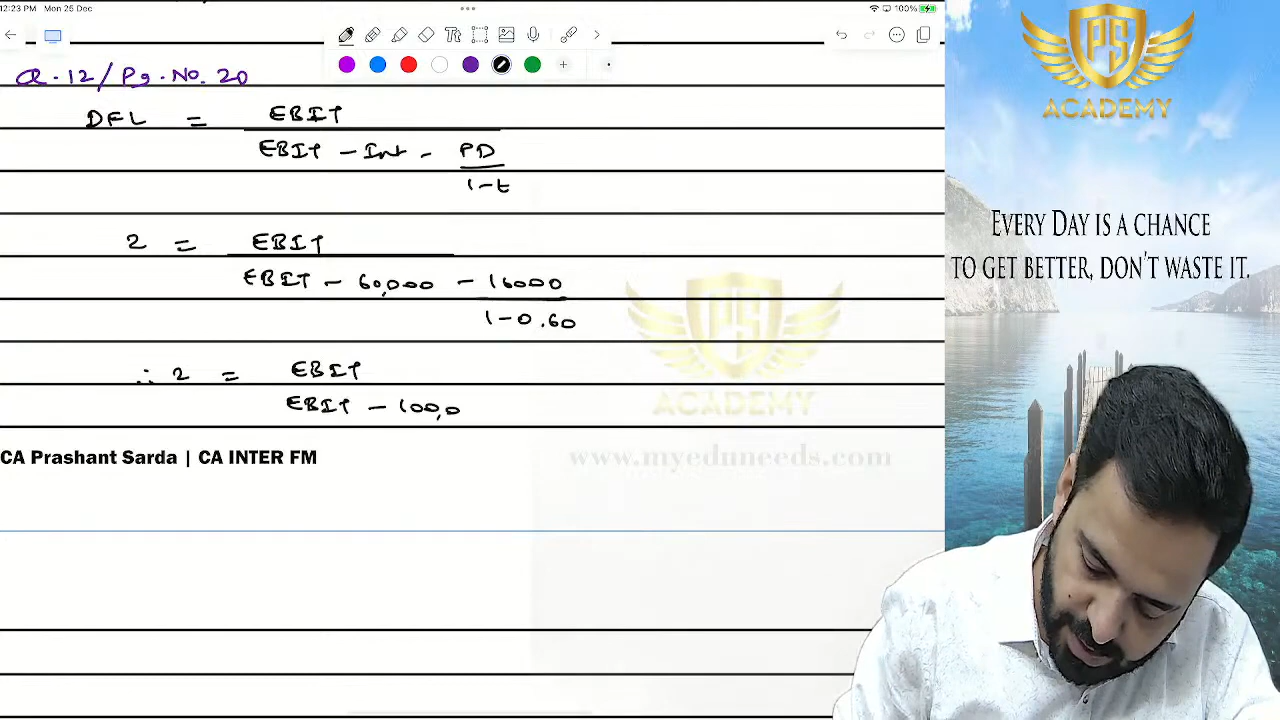 12:23 PM Mon 25 Dec
100%
Q.12/Pg.No.20
DFL = EBIT
EBIT - Int - PD
1-t
2 = EBIT
EBIT - 60,000 - 16000
1-0.60
∴ 2 = EBIT
EBIT - 100,0
CA Prashant Sarda | CA INTER FM
PS
ACADEMY
www.myeduneeds.com
PS
ACADEMY
EVERY DAY IS A CHANCE
TO GET BETTER, DON'T WASTE IT.